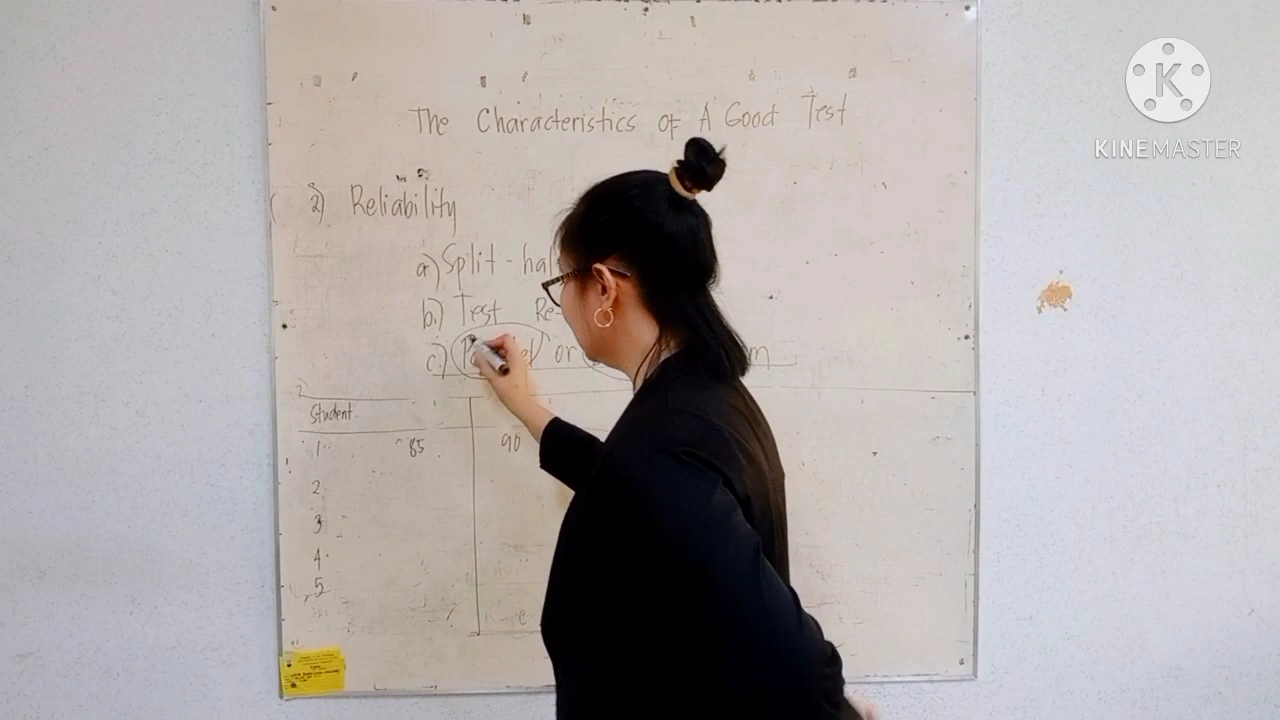 The Characteristics of A Good Test
2) Reliability
a) Split - hal
b.) Test Re-
c.) or m
Student
1. 85 90
2
3
4.
5
K
KINEMASTER